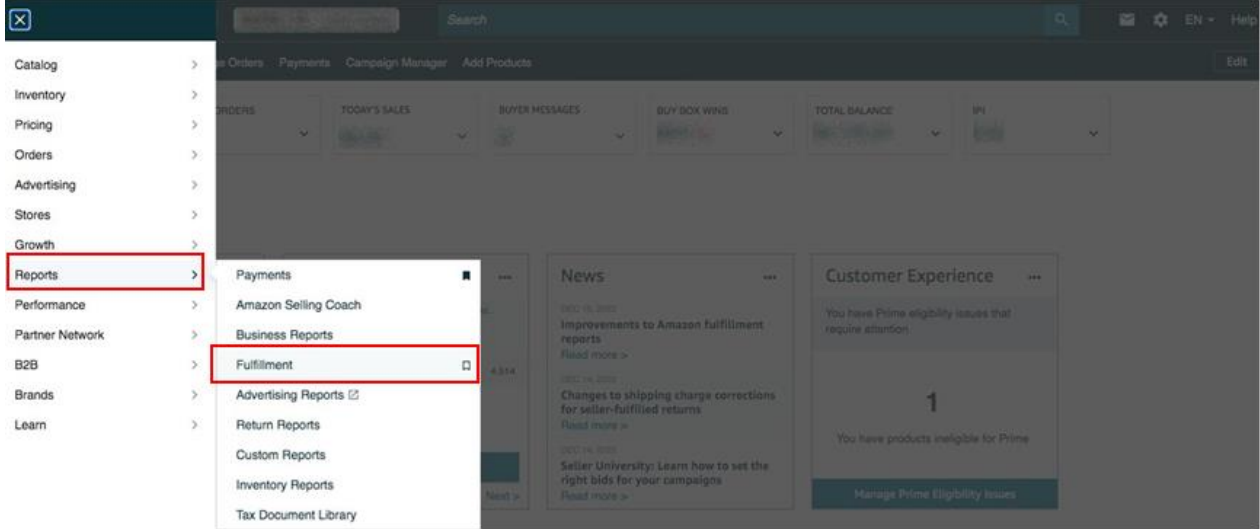 Search
EN
Help
Orders Payments Campaign Manager Add Products
Edit
Catalog
Inventory
Pricing
Orders
Advertising
Stores
Growth
Reports
Performance
Partner Network
B2B
Brands
Learn
Payments
Amazon Selling Coach
Business Reports
Fulfillment
Advertising Reports
Return Reports
Custom Reports
Inventory Reports
Tax Document Library
TODAY'S SALES
BUYER MESSAGES
BUY BOX WINS
TOTAL BALANCE
IPI
Next >
News
Improvements to Amazon fulfillment
reports
Read more >
Changes to shipping charge corrections
for seller-fulfilled returns
Read more >
Seller University: Learn how to set the
right bids for your campaigns
Read more >
Customer Experience
You have Prime eligibility issues that
require attention
1
You have products ineligible for Prime
Manage Prime Eligibility Issues